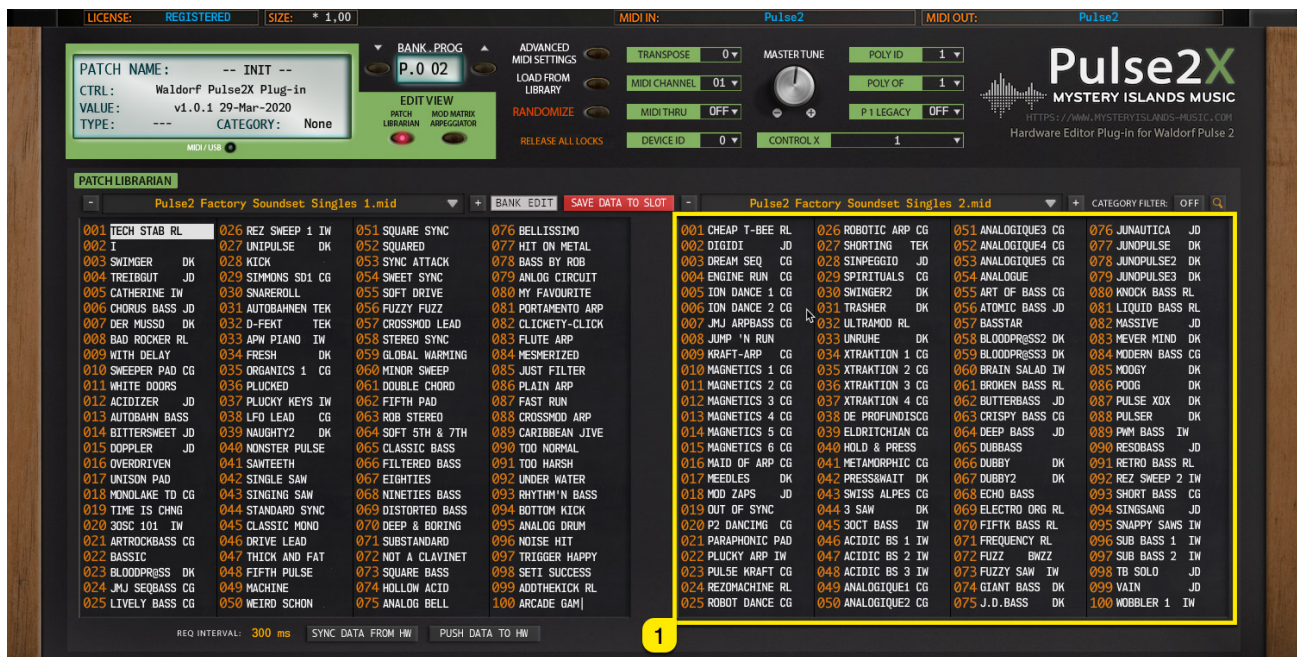 LICENSE: REGISTERED SIZE: * 1,00 MIDI IN: Pulse2 MIDI OUT: Pulse2
PATCH NAME: -- INIT --
CTRL: Waldorf Pulse2X Plug-in
VALUE: v1.0.1 29-Mar-2020
TYPE: --- CATEGORY: None
MIDI / USB
BANK . PROG
P.0 02
EDIT VIEW
PATCH LIBRARIAN
MOD MATRIX ARPEGGIATOR
ADVANCED
MIDI SETTINGS
LOAD FROM
LIBRARY
RANDOMIZE
RELEASE ALL LOCKS
TRANSPOSE 0
MIDI CHANNEL 01
MIDI THRU OFF
DEVICE ID 0
MASTER TUNE
CONTROL X 1
POLY ID 1
POLY OF 1
P 1 LEGACY OFF
Pulse2X
MYSTERY ISLANDS MUSIC
HTTPS://WWW.MYSTERYISLANDS-MUSIC.COM
Hardware Editor Plug-in for Waldorf Pulse 2
PATCH LIBRARIAN
- Pulse2 Factory Soundset Singles 1.mid + BANK EDIT SAVE DATA TO SLOT - Pulse2 Factory Soundset Singles 2.mid + CATEGORY FILTER: OFF
001 TECH STAB RL
002 I
003 SWIMGER DK
004 TREIBGUT JD
005 CATHERINE IW
006 CHORUS BASS JD
007 DER MUSSO DK
008 BAD ROCKER RL
009 WITH DELAY
010 SWEEPER PAD CG
011 WHITE DOORS
012 ACIDIZER JD
013 AUTOBAHN BASS
014 BITTERSWEET JD
015 DOPPLER JD
016 OVERDRIVEN
017 UNISON PAD
018 MONOLAKE TD CG
019 TIME IS CHNG
020 3OSC 101 IW
021 ARTROCKBASS CG
022 BASSIC
023 BLOODPR@SS DK
024 JMJ SEQBASS CG
025 LIVELY BASS CG
026 REZ SWEEP 1 IW
027 UNIPULSE DK
028 KICK
029 SIMMONS SD1 CG
030 SNAREROLL
031 AUTOBAHNEN TEK
032 D-FEKT TEK
033 APW PIANO IW
034 FRESH DK
035 ORGANICS 1 CG
036 PLUCKED
037 PLUCKY KEYS IW
038 LFO LEAD CG
039 NAUGHTY2 DK
040 NONSTER PULSE
041 SAWTEETH
042 SINGLE SAW
043 SINGING SAW
044 STANDARD SYNC
045 CLASSIC MONO
046 DRIVE LEAD
047 THICK AND FAT
048 FIFTH PULSE
049 MACHINE
050 WEIRD SCHON
051 SQUARE SYNC
052 SQUARED
053 SYNC ATTACK
054 SWEET SYNC
055 SOFT DRIVE
056 FUZZY FUZZ
057 CROSSMOD LEAD
058 STEREO SYNC
059 GLOBAL WARMING
060 MINOR SWEEP
061 DOUBLE CHORD
062 FIFTH PAD
063 ROB STEREO
064 SOFT 5TH & 7TH
065 CLASSIC BASS
066 FILTERED BASS
067 EIGHTIES
068 NINETIES BASS
069 DISTORTED BASS
070 DEEP & BORING
071 SUBSTANDARD
072 NOT A CLAVINET
073 SQUARE BASS
074 HOLLOW ACID
075 ANALOG BELL
076 BELLISSIMO
077 HIT ON METAL
078 BASS BY ROB
079 ANLOG CIRCUIT
080 MY FAVOURITE
081 PORTAMENTO ARP
082 CLICKETY-CLICK
083 FLUTE ARP
084 MESMERIZED
085 JUST FILTER
086 PLAIN ARP
087 FAST RUN
088 CROSSMOD ARP
089 CARIBBEAN JIVE
090 TOO NORMAL
091 TOO HARSH
092 UNDER WATER
093 RHYTHM'N BASS
094 BOTTOM KICK
095 ANALOG DRUM
096 NOISE HIT
097 TRIGGER HAPPY
098 SETI SUCCESS
099 ADDTHEKICK RL
100 ARCADE GAM
001 CHEAP T-BEE RL
002 DIGIDI JD
003 DREAM SEQ CG
004 ENGINE RUN CG
005 ION DANCE 1 CG
006 ION DANCE 2 CG
007 JMJ ARPBASS CG
008 JUMP 'N RUN
009 KRAFT-ARP CG
010 MAGNETICS 1 CG
011 MAGNETICS 2 CG
012 MAGNETICS 3 CG
013 MAGNETICS 4 CG
014 MAGNETICS 5 CG
015 MAGNETICS 6 CG
016 MAID OF ARP CG
017 MEEDLES DK
018 MOD ZAPS JD
019 OUT OF SYNC
020 P2 DANCIMG CG
021 PARAPHONIC PAD
022 PLUCKY ARP IW
023 PUL5E KRAFT CG
024 REZOMACHINE RL
025 ROBOT DANCE CG
026 ROBOTIC ARP CG
027 SHORTING TEK
028 SINPEGGIO JD
029 SPIRITUALS CG
030 SWINGER2 DK
031 TRASHER DK
032 ULTRAMOD RL
033 UNRUHE DK
034 XTRAKTION 1 CG
035 XTRAKTION 2 CG
036 XTRAKTION 3 CG
037 XTRAKTION 4 CG
038 DE PROFUNDISCG
039 ELDRITCHIAN CG
040 HOLD & PRESS
041 METAMORPHIC CG
042 PRESS&WAIT DK
043 SWISS ALPES CG
044 3 SAW DK
045 3OCT BASS IW
046 ACIDIC BS 1 IW
047 ACIDIC BS 2 IW
048 ACIDIC BS 3 IW
049 ANALOGIQUE1 CG
050 ANALOGIQUE2 CG
051 ANALOGIQUE3 CG
052 ANALOGIQUE4 CG
053 ANALOGIQUE5 CG
054 ANALOGUE
055 ART OF BASS CG
056 ATOMIC BASS JD
057 BASSTAR
058 BLOODPR@SS2 DK
059 BLOODPR@SS3 DK
060 BRAIN SALAD IW
061 BROKEN BASS RL
062 BUTTERBASS JD
063 CRISPY BASS CG
064 DEEP BASS JD
065 DUBBASS
066 DUBBY DK
067 DUBBY2 DK
068 ECHO BASS
069 ELECTRO ORG RL
070 FIFTK BASS RL
071 FREQUENCY RL
072 FUZZ BWZZ
073 FUZZY SAW IW
074 GIANT BASS DK
075 J.D.BASS DK
076 JUNAUTICA JD
077 JUNOPULSE DK
078 JUNOPULSE2 DK
079 JUNOPULSE3 DK
080 KNOCK BASS RL
081 LIQUID BASS RL
082 MASSIVE JD
083 MEVER MIND DK
084 MODERN BASS CG
085 MOOGY DK
086 POOG DK
087 PULSE XOX DK
088 PULSER DK
089 PWM BASS IW
090 RESOBASS JD
091 RETRO BASS RL
092 REZ SWEEP 2 IW
093 SHORT BASS CG
094 SINGSANG JD
095 SNAPPY SAWS IW
096 SUB BASS 1 IW
097 SUB BASS 2 IW
098 TB SOLO JD
099 VAIN JD
100 WOBBLER 1 IW
REQ INTERVAL: 300 ms SYNC DATA FROM HW PUSH DATA TO HW
1